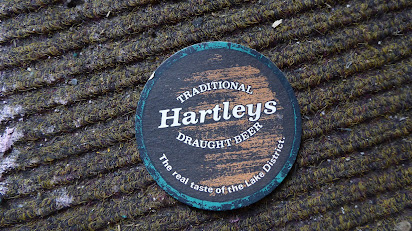 TRADITIONAL
Hartleys
DRAUGHT BEER
The real taste of the Lake District.